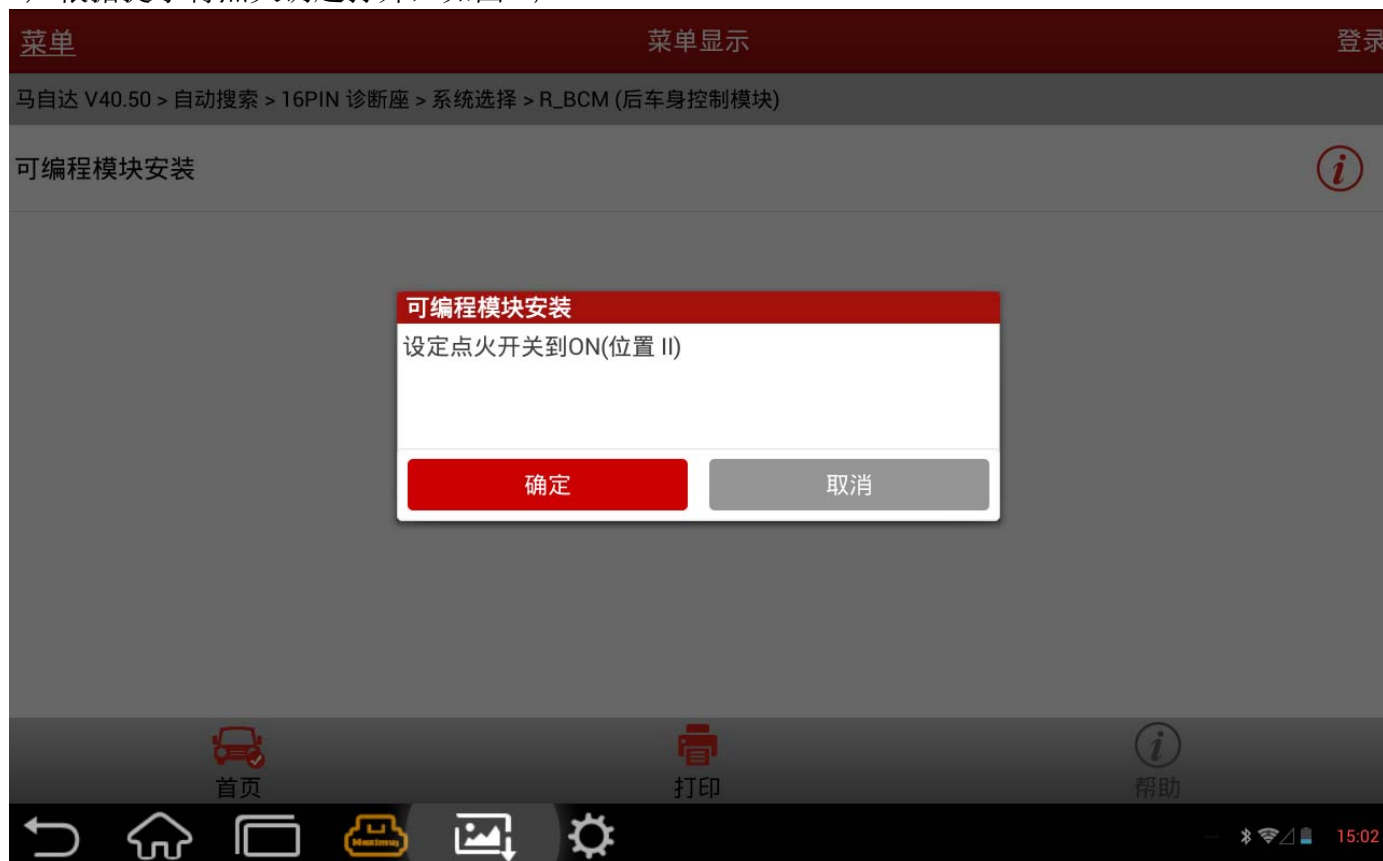 菜单
菜单显示
登录
马自达 V40.50 > 自动搜索 > 16PIN 诊断座 > 系统选择 > R_BCM (后车身控制模块)
可编程模块安装
可编程模块安装
设定点火开关到ON(位置 II)
确定
取消
首页
打印
帮助
15:02